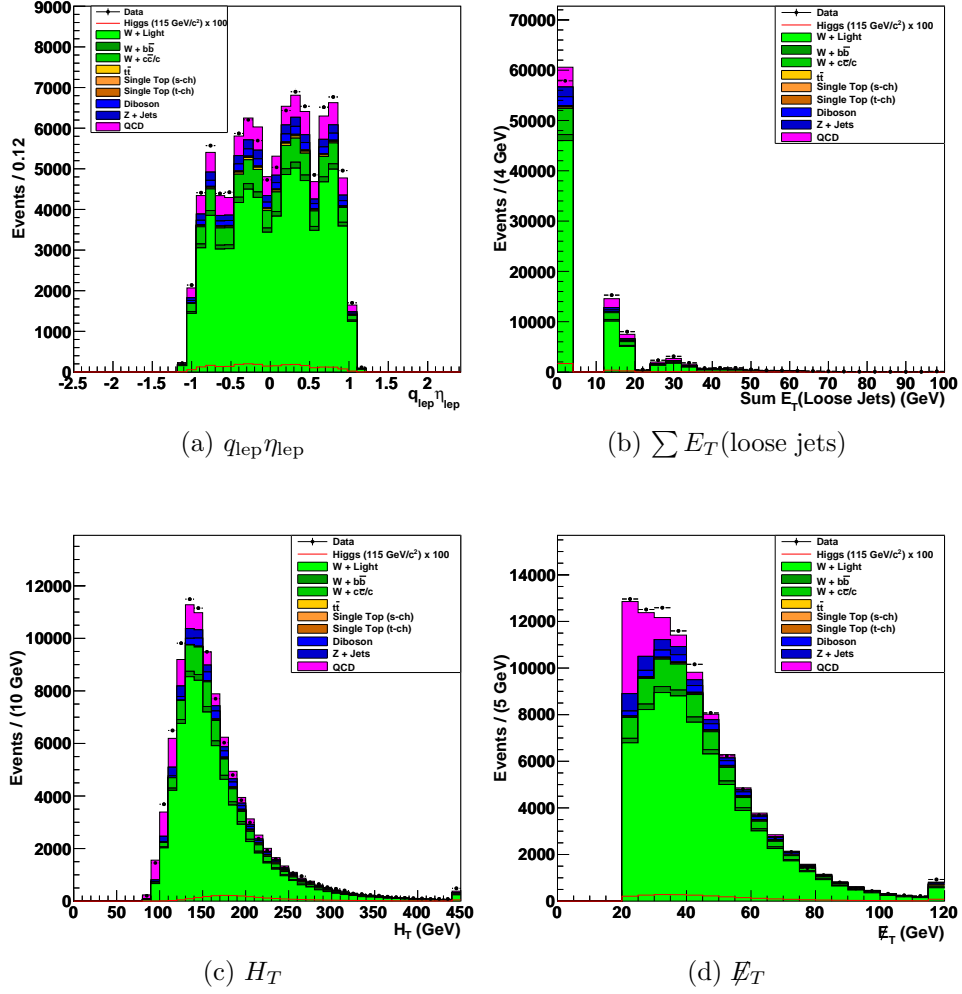 Data
Higgs (115 GeV/c²) x 100
W + Light
W + bb̄
W + cc̄/c
tt̄
Single Top (s-ch)
Single Top (t-ch)
Diboson
Z + Jets
QCD
Events / 0.12
9000
8000
7000
6000
5000
4000
3000
2000
1000
0
-2.5 -2 -1.5 -1 -0.5 0 0.5 1 1.5 2
q_lep η_lep
(a) q_lep η_lep
Data
Higgs (115 GeV/c²) x 100
W + Light
W + bb̄
W + cc̄/c
tt̄
Single Top (s-ch)
Single Top (t-ch)
Diboson
Z + Jets
QCD
Events / (4 GeV)
70000
60000
50000
40000
30000
20000
10000
0
0 10 20 30 40 50 60 70 80 90 100
Sum E_T(Loose Jets) (GeV)
(b) ∑ E_T(loose jets)
Data
Higgs (115 GeV/c²) x 100
W + Light
W + bb̄
W + cc̄/c
tt̄
Single Top (s-ch)
Single Top (t-ch)
Diboson
Z + Jets
QCD
Events / (10 GeV)
12000
10000
8000
6000
4000
2000
0
0 50 100 150 200 250 300 350 400 450
H_T (GeV)
(c) H_T
Data
Higgs (115 GeV/c²) x 100
W + Light
W + bb̄
W + cc̄/c
tt̄
Single Top (s-ch)
Single Top (t-ch)
Diboson
Z + Jets
QCD
Events / (5 GeV)
14000
12000
10000
8000
6000
4000
2000
0
0 20 40 60 80 100 120
E̸_T (GeV)
(d) E̸_T